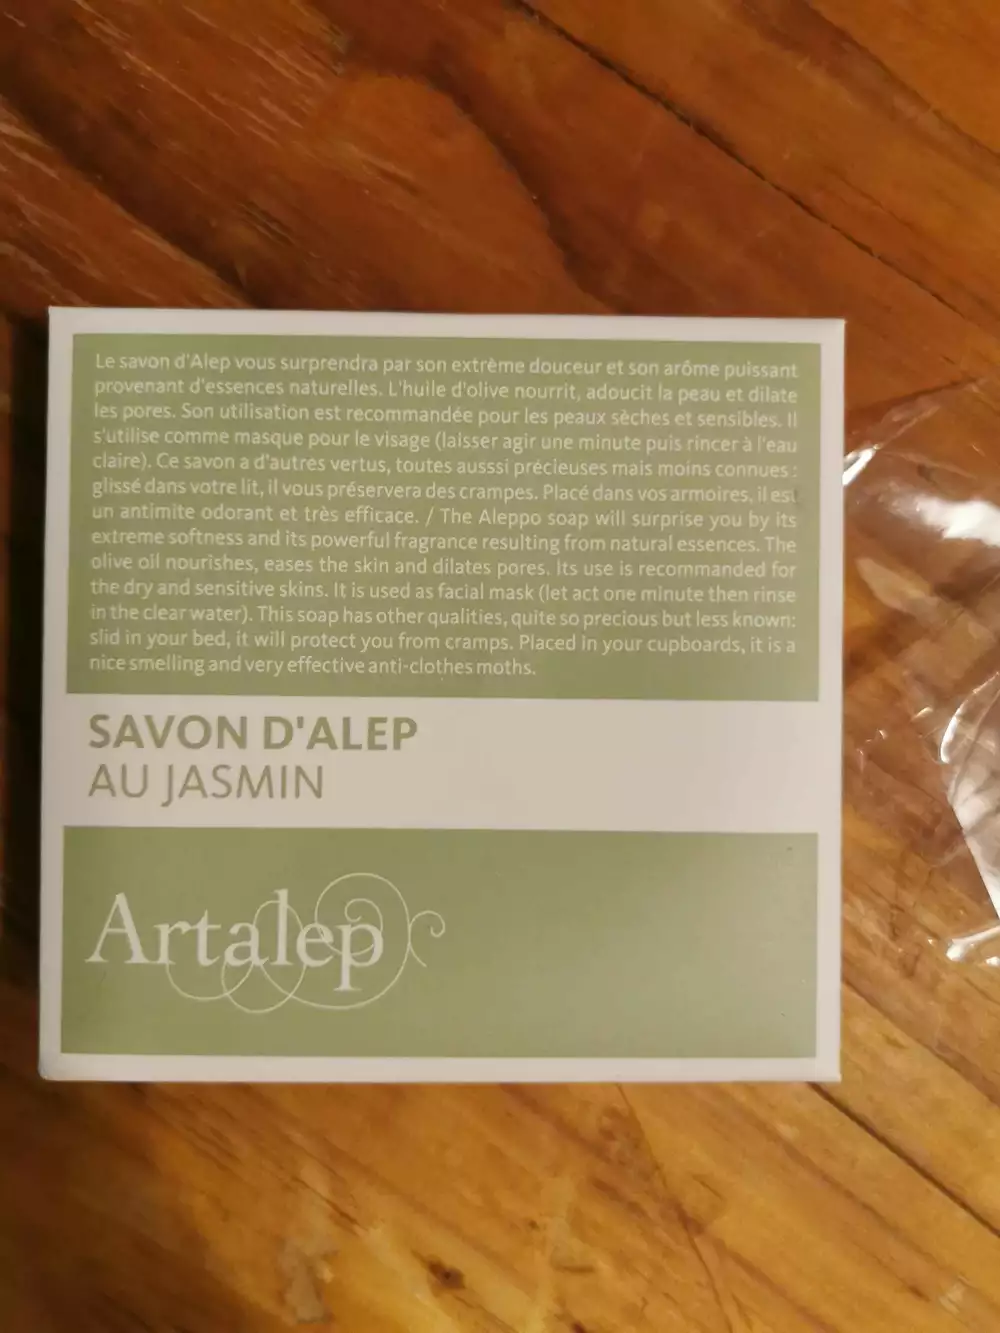 Le savon d'Alep vous surprendra par son extrème douceur et son arôme puissant
provenant d'essences naturelles. L'huile d'olive nourrit, adoucit la peau et dilate
les pores. Son utilisation est recommandée pour les peaux sèches et sensibles. Il
s'utilise comme masque pour le visage (laisser agir une minute puis rincer à l'eau
claire). Ce savon a d'autres vertus, toutes ausssi précieuses mais moins connues :
glissé dans votre lit, il vous préservera des crampes. Placé dans vos armoires, il est
un antimite odorant et très efficace. / The Aleppo soap will surprise you by its
extreme softness and its powerful fragrance resulting from natural essences. The
olive oil nourishes, eases the skin and dilates pores. Its use is recommanded for
the dry and sensitive skins. It is used as facial mask (let act one minute then rinse
in the clear water). This soap has other qualities, quite so precious but less known:
slid in your bed, it will protect you from cramps. Placed in your cupboards, it is a
nice smelling and very effective anti-clothes moths.
SAVON D'ALEP
AU JASMIN
Artalep